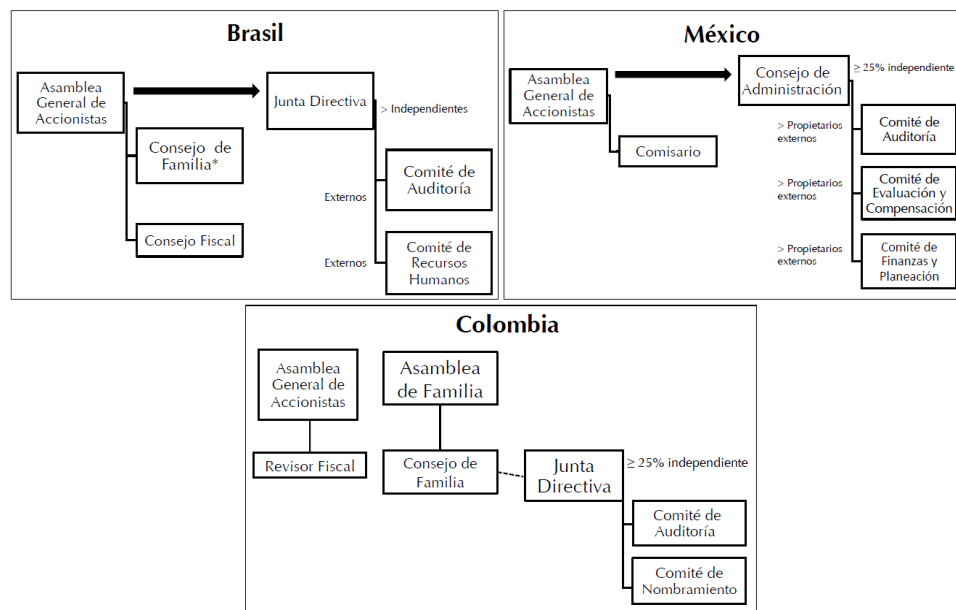 Brasil
Asamblea
General de
Accionistas
Junta Directiva
> Independientes
Consejo de
Familia*
Comité de
Auditoría
Externos
Consejo Fiscal
Comité de
Recursos
Humanos
Externos
México
Asamblea
General de
Accionistas
Consejo de
Administración
≥ 25% independiente
Comisario
> Propietarios
externos
Comité de
Auditoría
> Propietarios
externos
Comité de
Evaluación y
Compensación
> Propietarios
externos
Comité de
Finanzas y
Planeación
Colombia
Asamblea
General de
Accionistas
Asamblea
de Familia
Revisor Fiscal
Consejo de
Familia
Junta
Directiva
≥ 25% independiente
Comité de
Auditoría
Comité de
Nombramiento